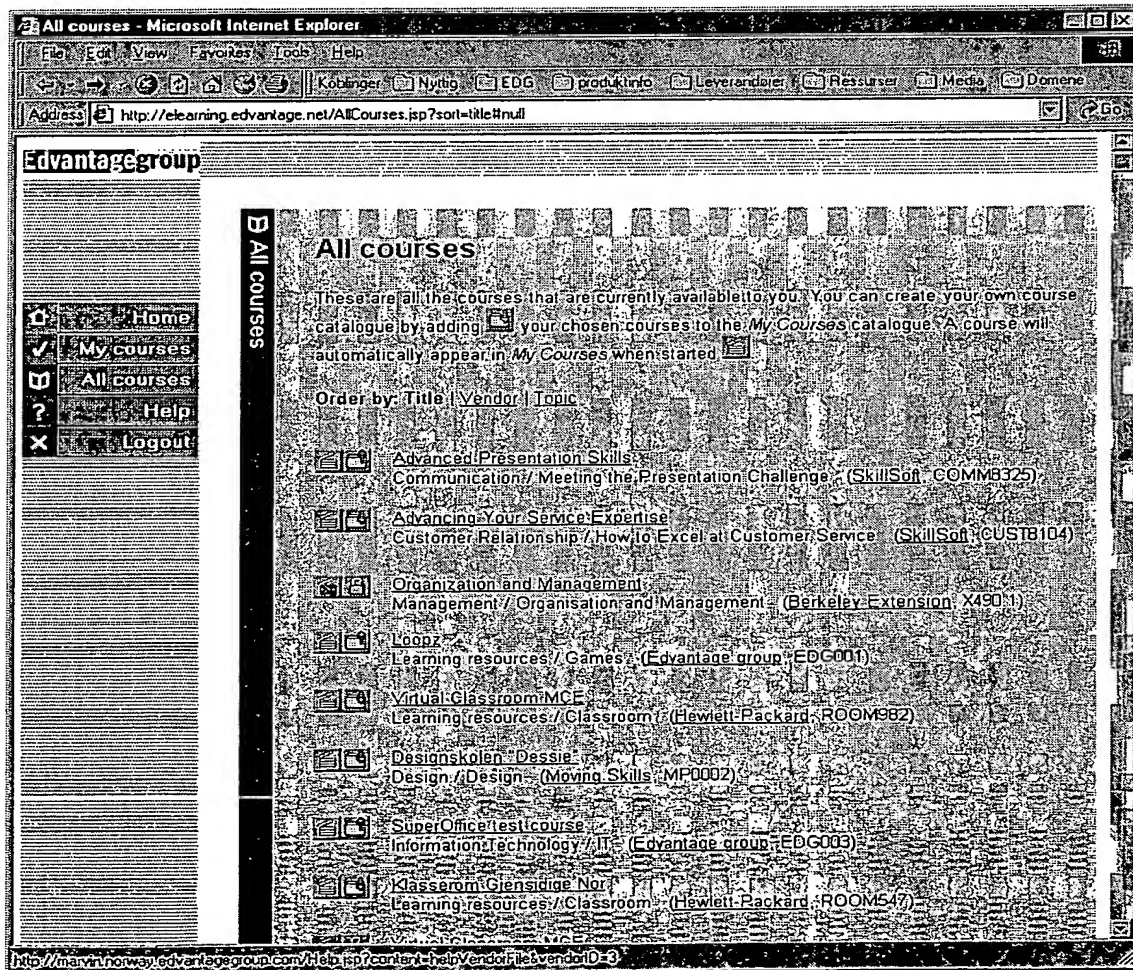 All courses - Microsoft Internet Explorer
File Edit View Favorites Tools Help
Koblinger Nyttig EDG produktinfo Leverandører Ressurser Media Domene
Address http://elearning.edvantage.net/AllCourses.jsp?sort=title#null Go
Edvantagegroup
All courses
Home
My courses
All courses
Help
Logout
All courses
These are all the courses that are currently available to you. You can create your own course
catalogue by adding your chosen courses to the My Courses catalogue. A course will
automatically appear in My Courses when started
Order by: Title | Vendor | Topic
Advanced Presentation Skills
Communication / Meeting the Presentation Challenge - (SkillSoft, COMM8325)
Advancing Your Service Expertise
Customer Relationship / How to Excel at Customer Service - (SkillSoft, CUST8104)
Organization and Management
Management / Organisation and Management - (Berkeley Extension, X490.1)
Loopz
Learning resources / Games - (Edvantage group, EDG001)
Virtual Classroom MCE
Learning resources / Classroom - (Hewlett-Packard, ROOM982)
Designskolen - Dessie
Design / Design - (Moving Skills, MP0002)
SuperOffice test course
Information Technology / IT - (Edvantage group, EDG003)
Klasserom Gjensidige Nor
Learning resources / Classroom - (Hewlett-Packard, ROOM547)
http://marvin.norway.edvantagegroup.com/Help.jsp?content=helpVendorFile&vendorID=3